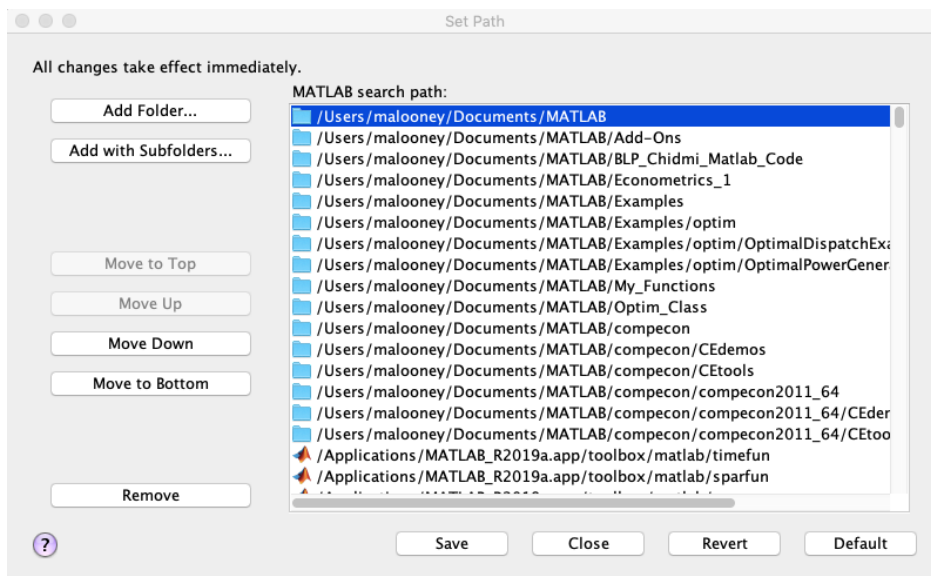 Set Path
All changes take effect immediately.
MATLAB search path:
Add Folder...
Add with Subfolders...
Move to Top
Move Up
Move Down
Move to Bottom
Remove
/Users/malooney/Documents/MATLAB
/Users/malooney/Documents/MATLAB/Add-Ons
/Users/malooney/Documents/MATLAB/BLP_Chidmi_Matlab_Code
/Users/malooney/Documents/MATLAB/Econometrics_1
/Users/malooney/Documents/MATLAB/Examples
/Users/malooney/Documents/MATLAB/Examples/optim
/Users/malooney/Documents/MATLAB/Examples/optim/OptimalDispatchExa
/Users/malooney/Documents/MATLAB/Examples/optim/OptimalPowerGener
/Users/malooney/Documents/MATLAB/My_Functions
/Users/malooney/Documents/MATLAB/Optim_Class
/Users/malooney/Documents/MATLAB/compecon
/Users/malooney/Documents/MATLAB/compecon/CEdemos
/Users/malooney/Documents/MATLAB/compecon/CEtools
/Users/malooney/Documents/MATLAB/compecon/compecon2011_64
/Users/malooney/Documents/MATLAB/compecon/compecon2011_64/CEder
/Users/malooney/Documents/MATLAB/compecon/compecon2011_64/CEtoo
/Applications/MATLAB_R2019a.app/toolbox/matlab/timefun
/Applications/MATLAB_R2019a.app/toolbox/matlab/sparfun
?
Save
Close
Revert
Default